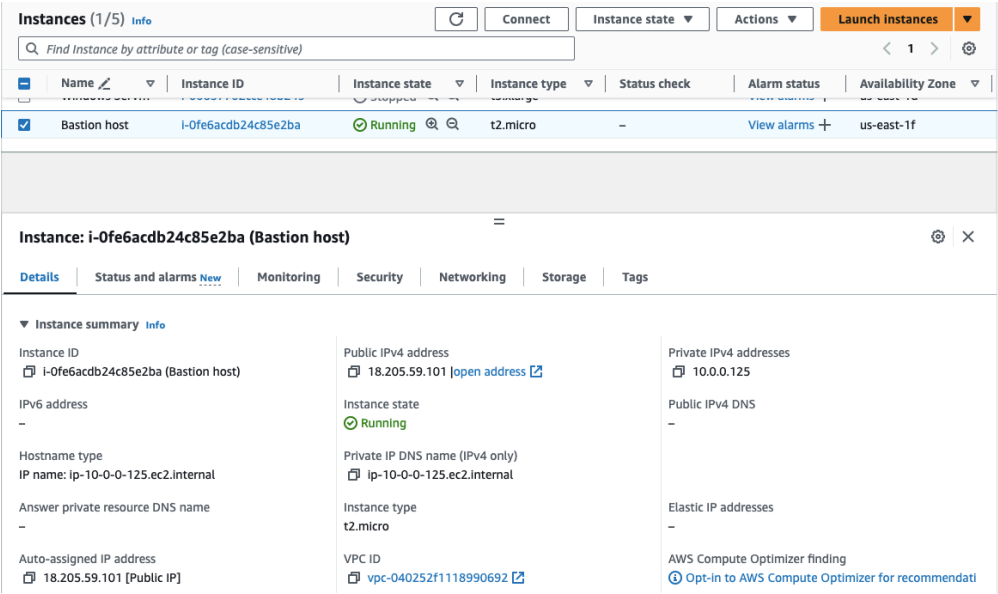 Instances (1/5) Info
Connect
Instance state
Actions
Launch instances
Find Instance by attribute or tag (case-sensitive)
1
Name
Instance ID
Instance state
Instance type
Status check
Alarm status
Availability Zone
Stopped
View alarms
Bastion host
i-0fe6acdb24c85e2ba
Running
t2.micro
–
View alarms
us-east-1f
Instance: i-0fe6acdb24c85e2ba (Bastion host)
Details
Status and alarms New
Monitoring
Security
Networking
Storage
Tags
Instance summary Info
Instance ID
i-0fe6acdb24c85e2ba (Bastion host)
Public IPv4 address
18.205.59.101 |open address
Private IPv4 addresses
10.0.0.125
IPv6 address
–
Instance state
Running
Public IPv4 DNS
–
Hostname type
IP name: ip-10-0-0-125.ec2.internal
Private IP DNS name (IPv4 only)
ip-10-0-0-125.ec2.internal
Answer private resource DNS name
–
Instance type
t2.micro
Elastic IP addresses
–
Auto-assigned IP address
18.205.59.101 [Public IP]
VPC ID
vpc-040252f1118990692
AWS Compute Optimizer finding
Opt-in to AWS Compute Optimizer for recommendati